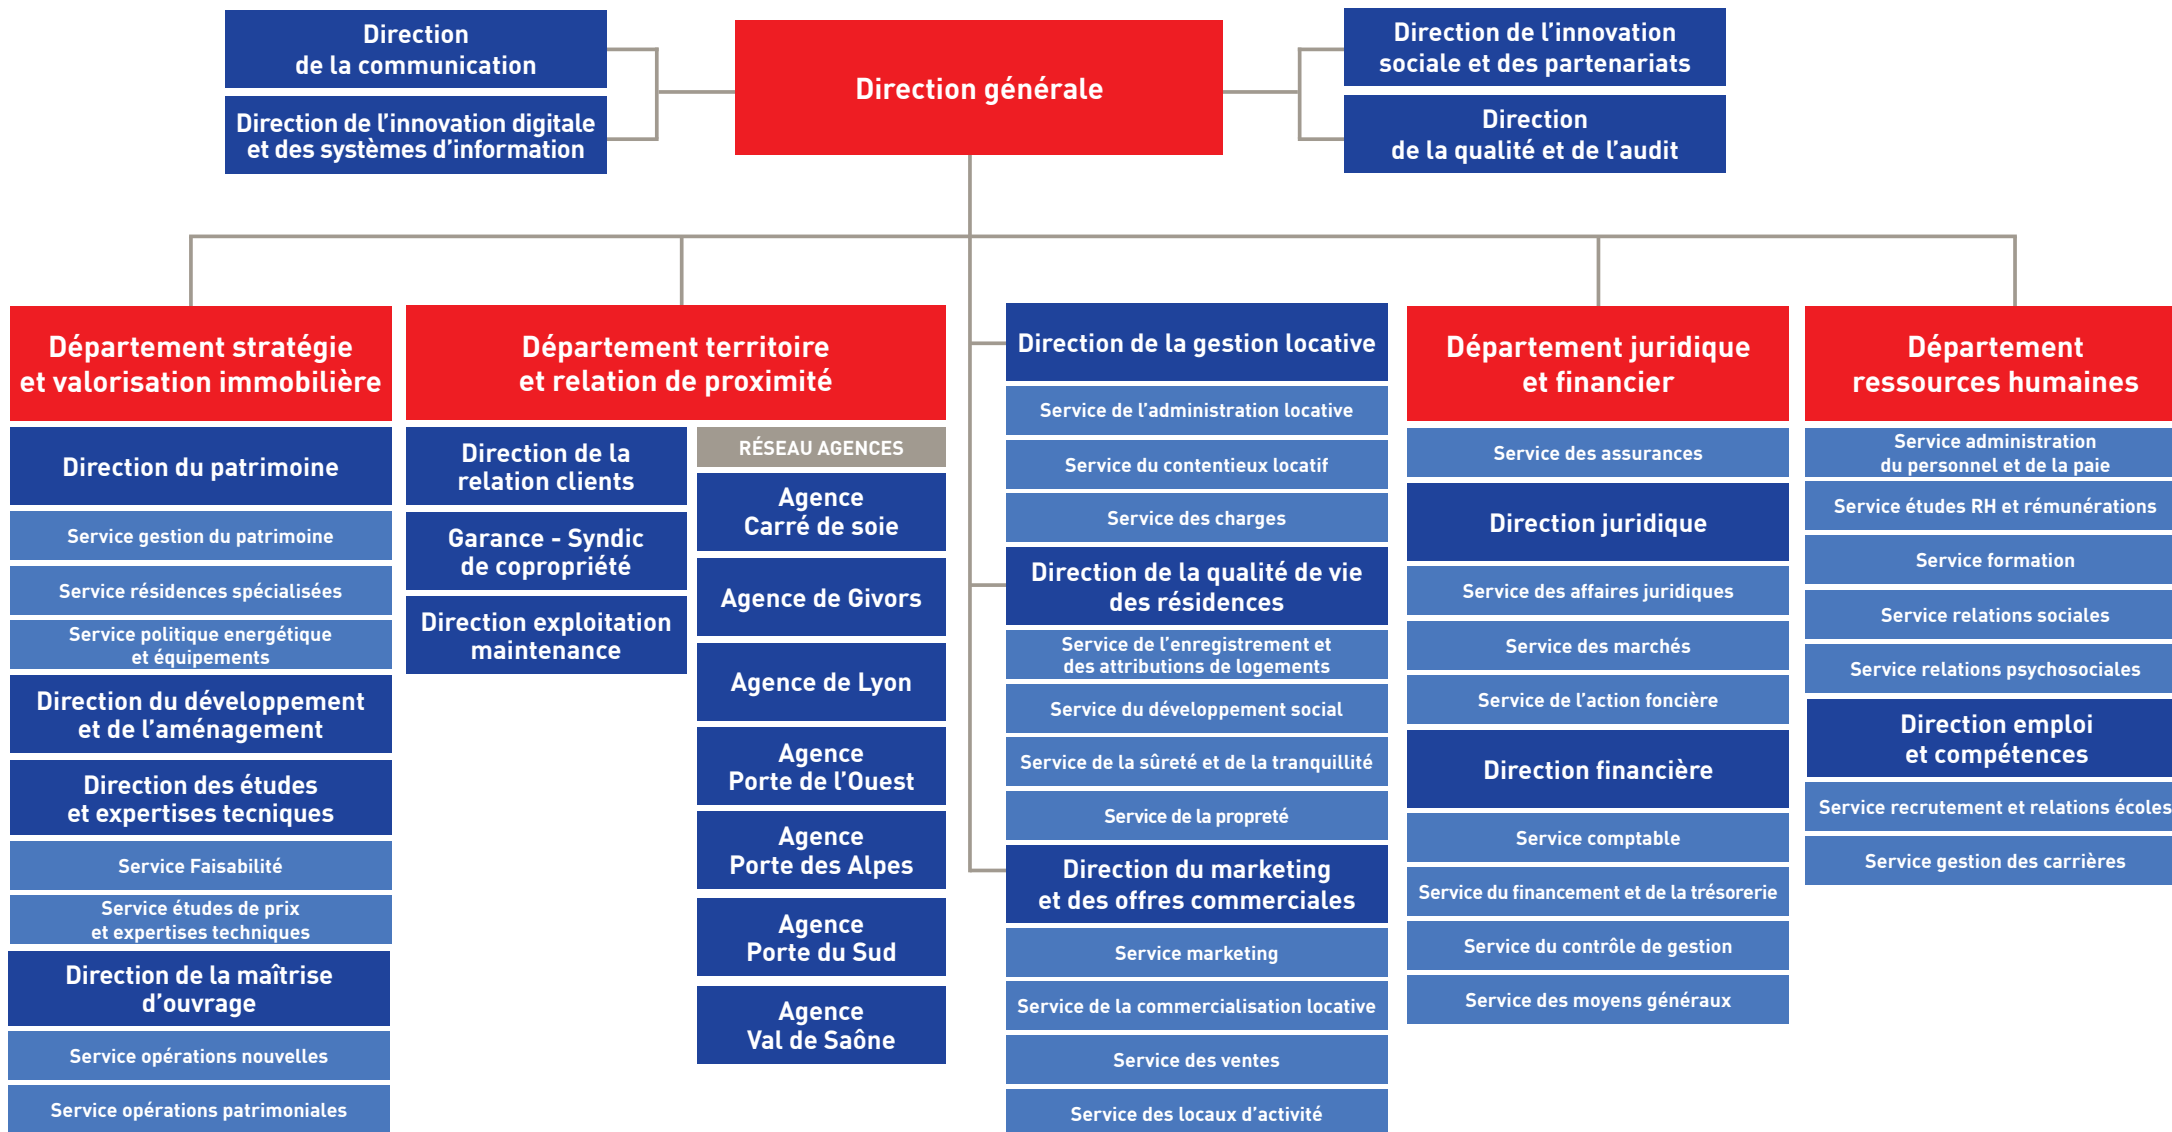 Direction
de la communication
Direction de l’innovation digitale
et des systèmes d’information
Direction générale
Direction de l’innovation
sociale et des partenariats
Direction
de la qualité et de l’audit
Département stratégie
et valorisation immobilière
Direction du patrimoine
Service gestion du patrimoine
Service résidences spécialisées
Service politique energétique
et équipements
Direction du développement
et de l’aménagement
Direction des études
et expertises tecniques
Service Faisabilité
Service études de prix
et expertises techniques
Direction de la maîtrise
d’ouvrage
Service opérations nouvelles
Service opérations patrimoniales
Département territoire
et relation de proximité
Direction de la
relation clients
Garance - Syndic
de copropriété
Direction exploitation
maintenance
RÉSEAU AGENCES
Agence
Carré de soie
Agence de Givors
Agence de Lyon
Agence
Porte de l’Ouest
Agence
Porte des Alpes
Agence
Porte du Sud
Agence
Val de Saône
Direction de la gestion locative
Service de l’administration locative
Service du contentieux locatif
Service des charges
Direction de la qualité de vie
des résidences
Service de l’enregistrement et
des attributions de logements
Service du développement social
Service de la sûreté et de la tranquillité
Service de la propreté
Direction du marketing
et des offres commerciales
Service marketing
Service de la commercialisation locative
Service des ventes
Service des locaux d’activité
Département juridique
et financier
Service des assurances
Direction juridique
Service des affaires juridiques
Service des marchés
Service de l’action foncière
Direction financière
Service comptable
Service du financement et de la trésorerie
Service du contrôle de gestion
Service des moyens généraux
Département
ressources humaines
Service administration
du personnel et de la paie
Service études RH et rémunérations
Service formation
Service relations sociales
Service relations psychosociales
Direction emploi
et compétences
Service recrutement et relations écoles
Service gestion des carrières